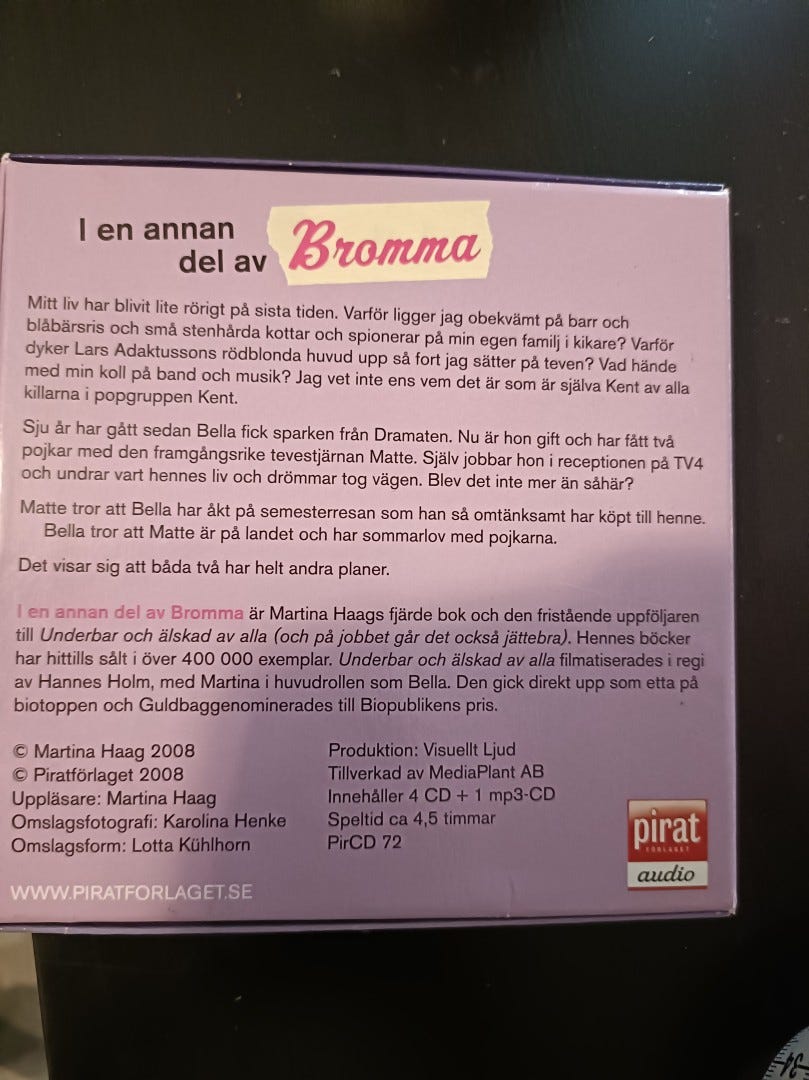 I en annan
del av Bromma
Mitt liv har blivit lite rörigt på sista tiden. Varför ligger jag obekvämt på barr och
blåbärsris och små stenhårda kottar och spionerar på min egen familj i kikare? Varför
dyker Lars Adaktussons rödblonda huvud upp så fort jag sätter på teven? Vad hände
med min koll på band och musik? Jag vet inte ens vem det är som är själva Kent av alla
killarna i popgruppen Kent.
Sju år har gått sedan Bella fick sparken från Dramaten. Nu är hon gift och har fått två
pojkar med den framgångsrike tevestjärnan Matte. Själv jobbar hon i receptionen på TV4
och undrar vart hennes liv och drömmar tog vägen. Blev det inte mer än såhär?
Matte tror att Bella har åkt på semesterresan som han så omtänksamt har köpt till henne.
Bella tror att Matte är på landet och har sommarlov med pojkarna.
Det visar sig att båda två har helt andra planer.
I en annan del av Bromma är Martina Haags fjärde bok och den fristående uppföljaren
till Underbar och älskad av alla (och på jobbet går det också jättebra). Hennes böcker
har hittills sålt i över 400 000 exemplar. Underbar och älskad av alla filmatiserades i regi
av Hannes Holm, med Martina i huvudrollen som Bella. Den gick direkt upp som etta på
biotoppen och Guldbaggenominerades till Biopublikens pris.
© Martina Haag 2008
© Piratförlaget 2008
Uppläsare: Martina Haag
Omslagsfotografi: Karolina Henke
Omslagsform: Lotta Kühlhorn
Produktion: Visuellt Ljud
Tillverkad av MediaPlant AB
Innehåller 4 CD + 1 mp3-CD
Speltid ca 4,5 timmar
PirCD 72
pirat
FÖRLAGET
audio
WWW.PIRATFORLAGET.SE
34